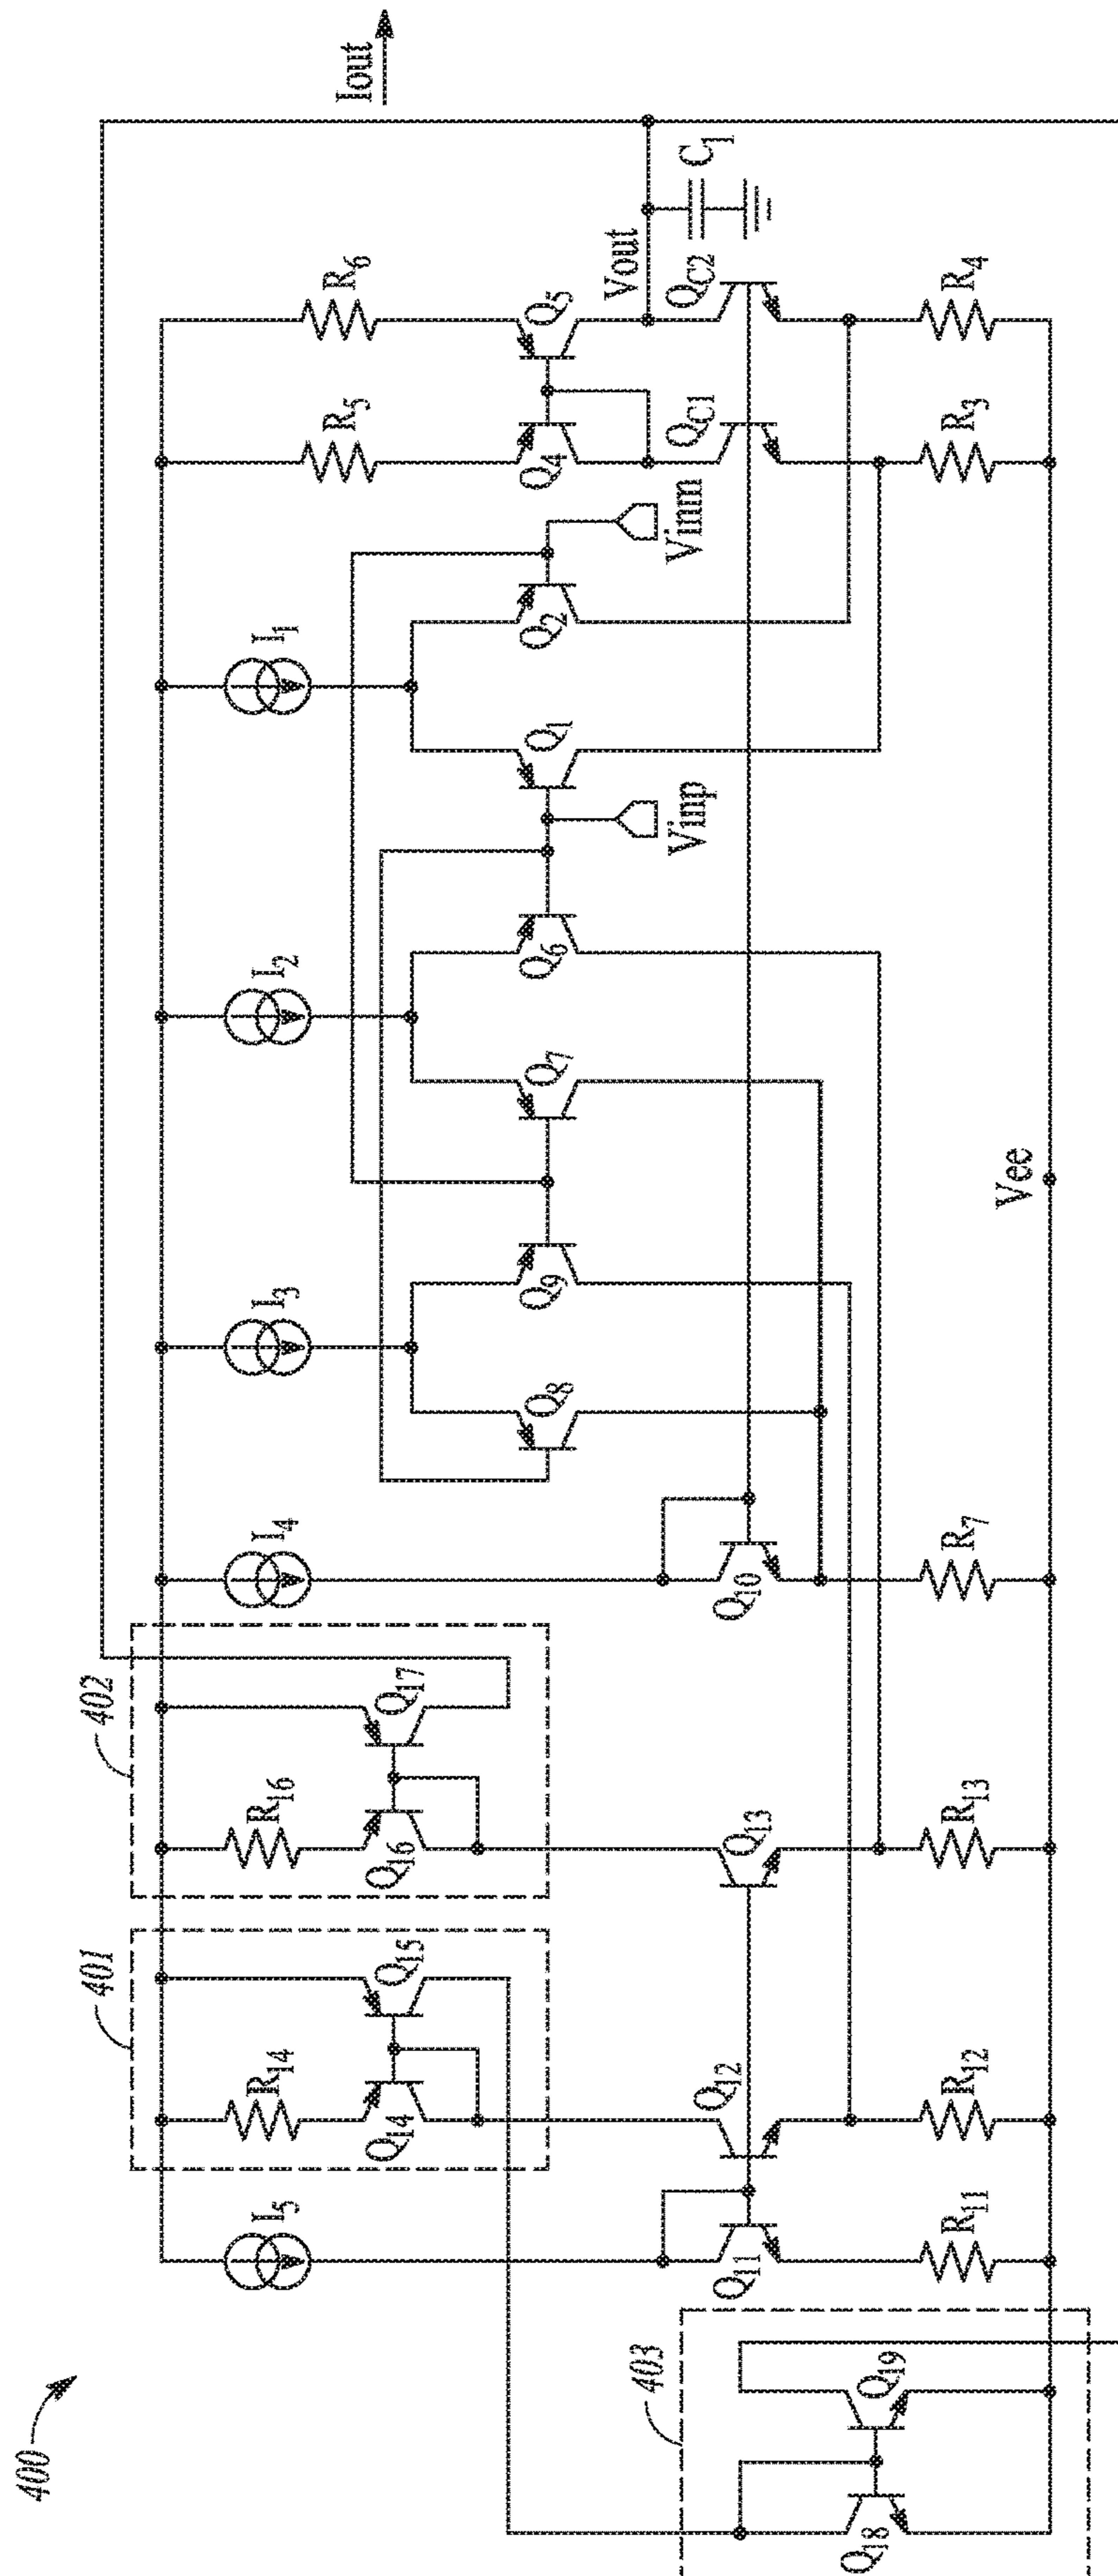 400
403
Q18
Q19
I5
Q11
R11
401
R14
Q14
Q15
Q12
R12
402
R16
Q16
Q17
Q13
R13
I4
Q10
R7
I3
Q8
Q9
Vee
I2
Q7
Q6
Vinp
I1
Q1
Q2
Vinm
R5
R6
Q4
Q5
Vout
QC1
QC2
R3
R4
C1
Iout